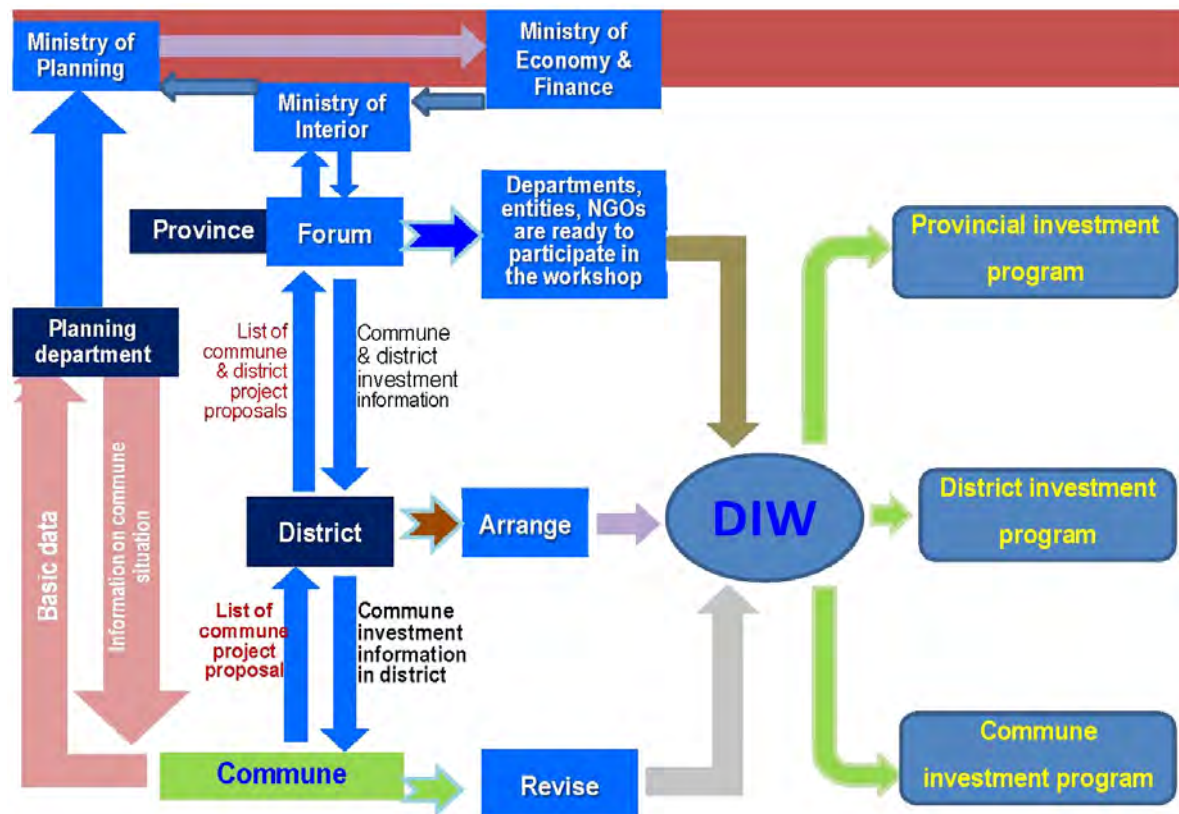 Ministry of
Planning
Ministry of
Economy &
Finance
Ministry of
Interior
Province
Forum
Departments,
entities, NGOs
are ready to
participate in
the workshop
Provincial investment
program
Planning
department
List of
commune
& district
project
proposals
Commune
& district
investment
information
Basic data
Information on commune
situation
District
Arrange
DIW
District investment
program
List of
commune
project
proposal
Commune
investment
information
in district
Commune
Revise
Commune
investment program